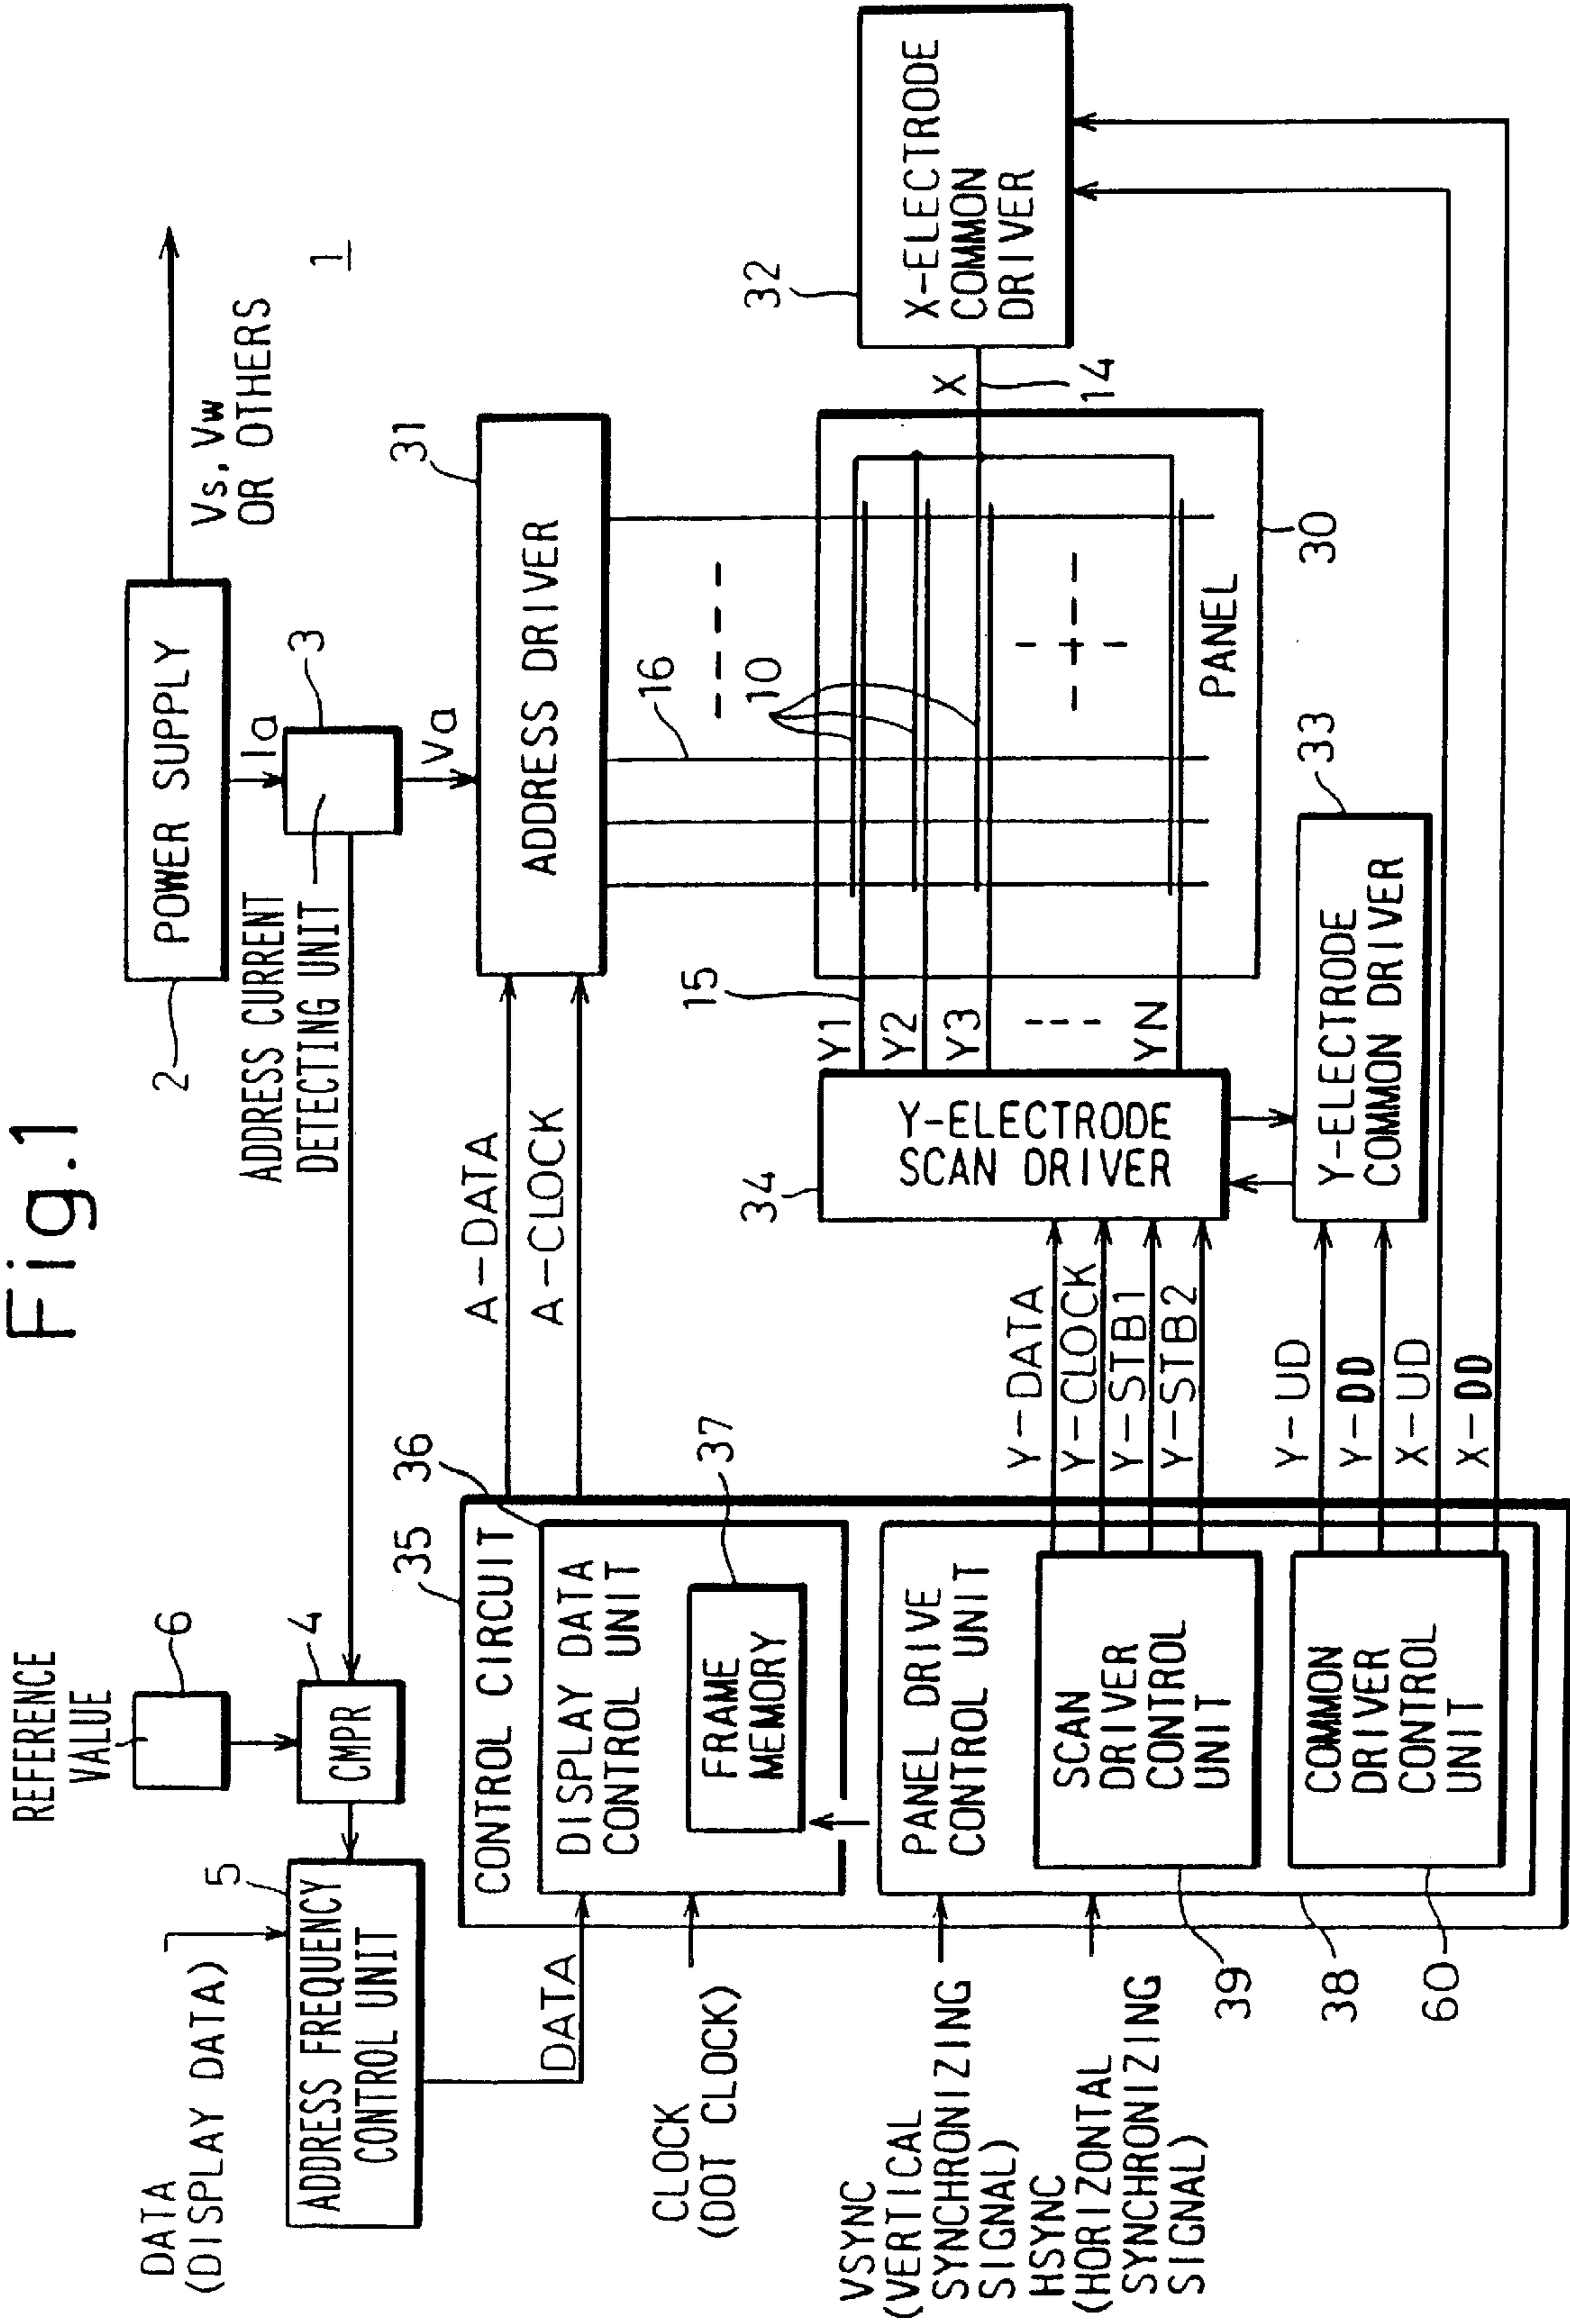 Fig.1
REFERENCE
VALUE
6
DATA
(DISPLAY DATA)
5
ADDRESS FREQUENCY
CONTROL UNIT
4
CMPR
ADDRESS CURRENT
DETECTING UNIT
2
POWER SUPPLY
Ia
3
Va
Vs, Vw
OR OTHERS
1
DATA
CLOCK
(DOT CLOCK)
VSYNC
(VERTICAL
SYNCHRONIZING
SIGNAL)
HSYNC
(HORIZONTAL
SYNCHRONIZING
SIGNAL)
35
CONTROL CIRCUIT
36
DISPLAY DATA
CONTROL UNIT
37
FRAME
MEMORY
PANEL DRIVE
CONTROL UNIT
SCAN
DRIVER
CONTROL
UNIT
COMMON
DRIVER
CONTROL
UNIT
39
38
60
A-DATA
A-CLOCK
31
ADDRESS DRIVER
Y-DATA
Y-CLOCK
Y-STB1
Y-STB2
Y-UD
Y-DD
X-UD
X-DD
34
Y-ELECTRODE
SCAN DRIVER
Y-ELECTRODE
COMMON DRIVER
33
15
Y1
Y2
Y3
YN
16
10
PANEL
30
X
14
32
X-ELECTRODE
COMMON
DRIVER